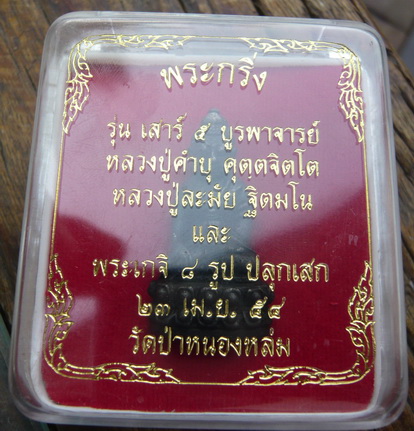 พระกริ่ง
รุ่น เสาร์ ๕ บูรพาจารย์
หลวงปู่คำบุ คุตฺตจิตโต
หลวงปู่ละมัย ฐิตมโน
และ
พระเกจิ ๘ รูป ปลุกเสก
๒๓ เม.ย. ๕๔
วัดป่าหนองหล่ม